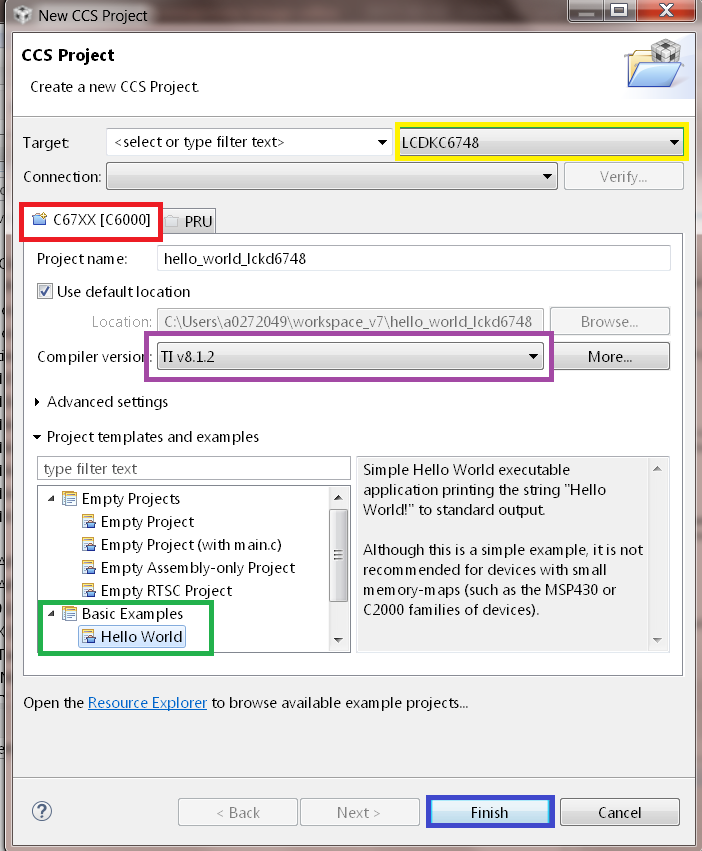 New CCS Project
CCS Project
Create a new CCS Project.
Target: <select or type filter text> LCDKC6748
Connection: Verify...
C67XX [C6000] PRU
Project name: hello_world_lckd6748
Use default location
Location: C:\Users\a0272049\workspace_v7\hello_world_lckd6748 Browse...
Compiler version: TI v8.1.2 More...
Advanced settings
Project templates and examples
type filter text
Empty Projects
Empty Project
Empty Project (with main.c)
Empty Assembly-only Project
Empty RTSC Project
Basic Examples
Hello World
Simple Hello World executable
application printing the string "Hello
World!" to standard output.
Although this is a simple example, it is not
recommended for devices with small
memory-maps (such as the MSP430 or
C2000 families of devices).
Open the Resource Explorer to browse available example projects...
? < Back Next > Finish Cancel